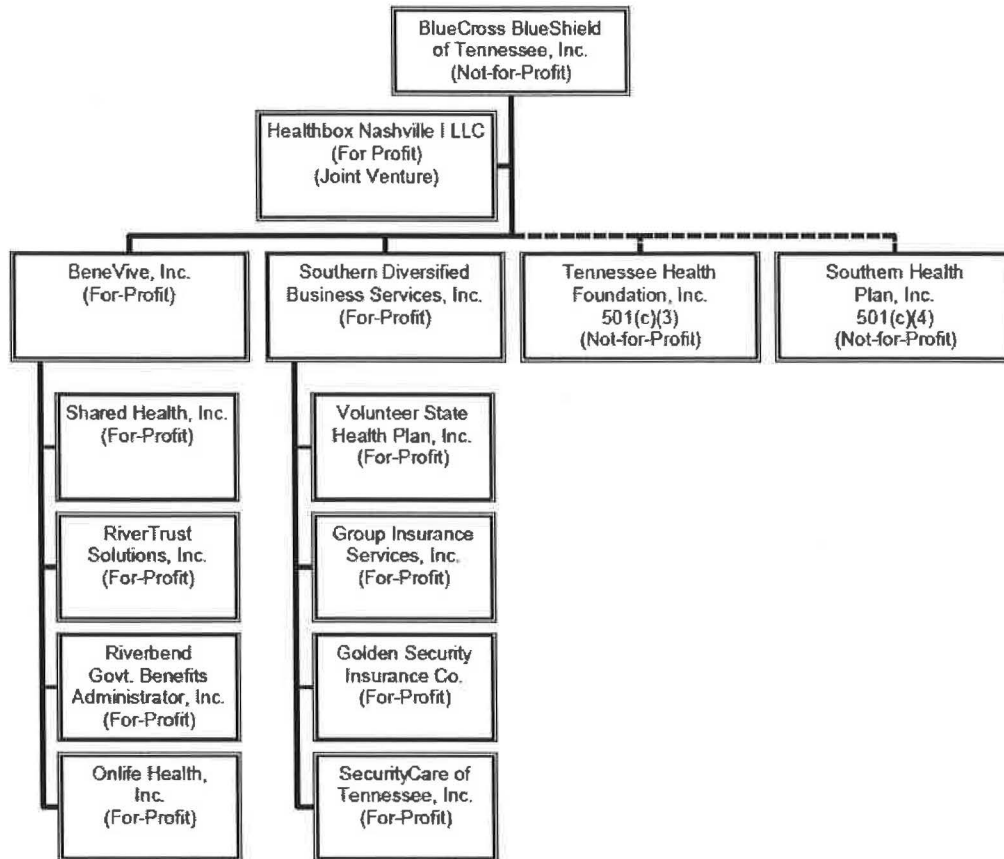 BlueCross BlueShield
of Tennessee, Inc.
(Not-for-Profit)
Healthbox Nashville I LLC
(For Profit)
(Joint Venture)
BeneVive, Inc.
(For-Profit)
Southern Diversified
Business Services, Inc.
(For-Profit)
Tennessee Health
Foundation, Inc.
501(c)(3)
(Not-for-Profit)
Southern Health
Plan, Inc.
501(c)(4)
(Not-for-Profit)
Shared Health, Inc.
(For-Profit)
RiverTrust
Solutions, Inc.
(For-Profit)
Riverbend
Govt. Benefits
Administrator, Inc.
(For-Profit)
Onlife Health,
Inc.
(For-Profit)
Volunteer State
Health Plan, Inc.
(For-Profit)
Group Insurance
Services, Inc.
(For-Profit)
Golden Security
Insurance Co.
(For-Profit)
SecurityCare of
Tennessee, Inc.
(For-Profit)